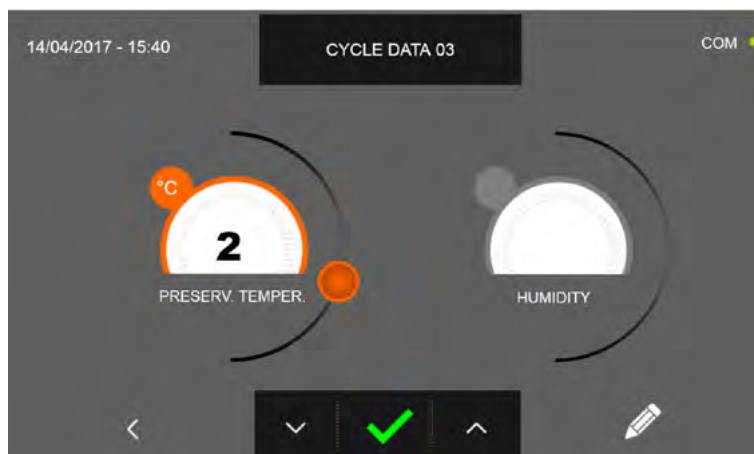 14/04/2017 - 15:40
CYCLE DATA 03
COM
°C
2
PRESERV. TEMPER.
HUMIDITY